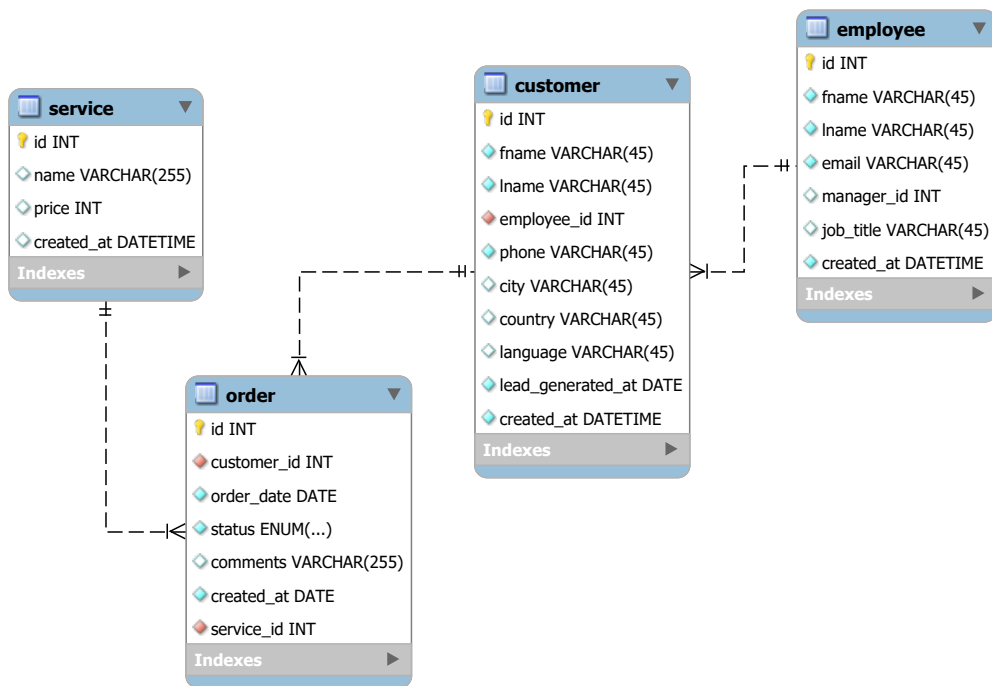 service
id INT
name VARCHAR(255)
price INT
created_at DATETIME
Indexes
order
id INT
customer_id INT
order_date DATE
status ENUM(...)
comments VARCHAR(255)
created_at DATE
service_id INT
Indexes
customer
id INT
fname VARCHAR(45)
lname VARCHAR(45)
employee_id INT
phone VARCHAR(45)
city VARCHAR(45)
country VARCHAR(45)
language VARCHAR(45)
lead_generated_at DATE
created_at DATETIME
Indexes
employee
id INT
fname VARCHAR(45)
lname VARCHAR(45)
email VARCHAR(45)
manager_id INT
job_title VARCHAR(45)
created_at DATETIME
Indexes